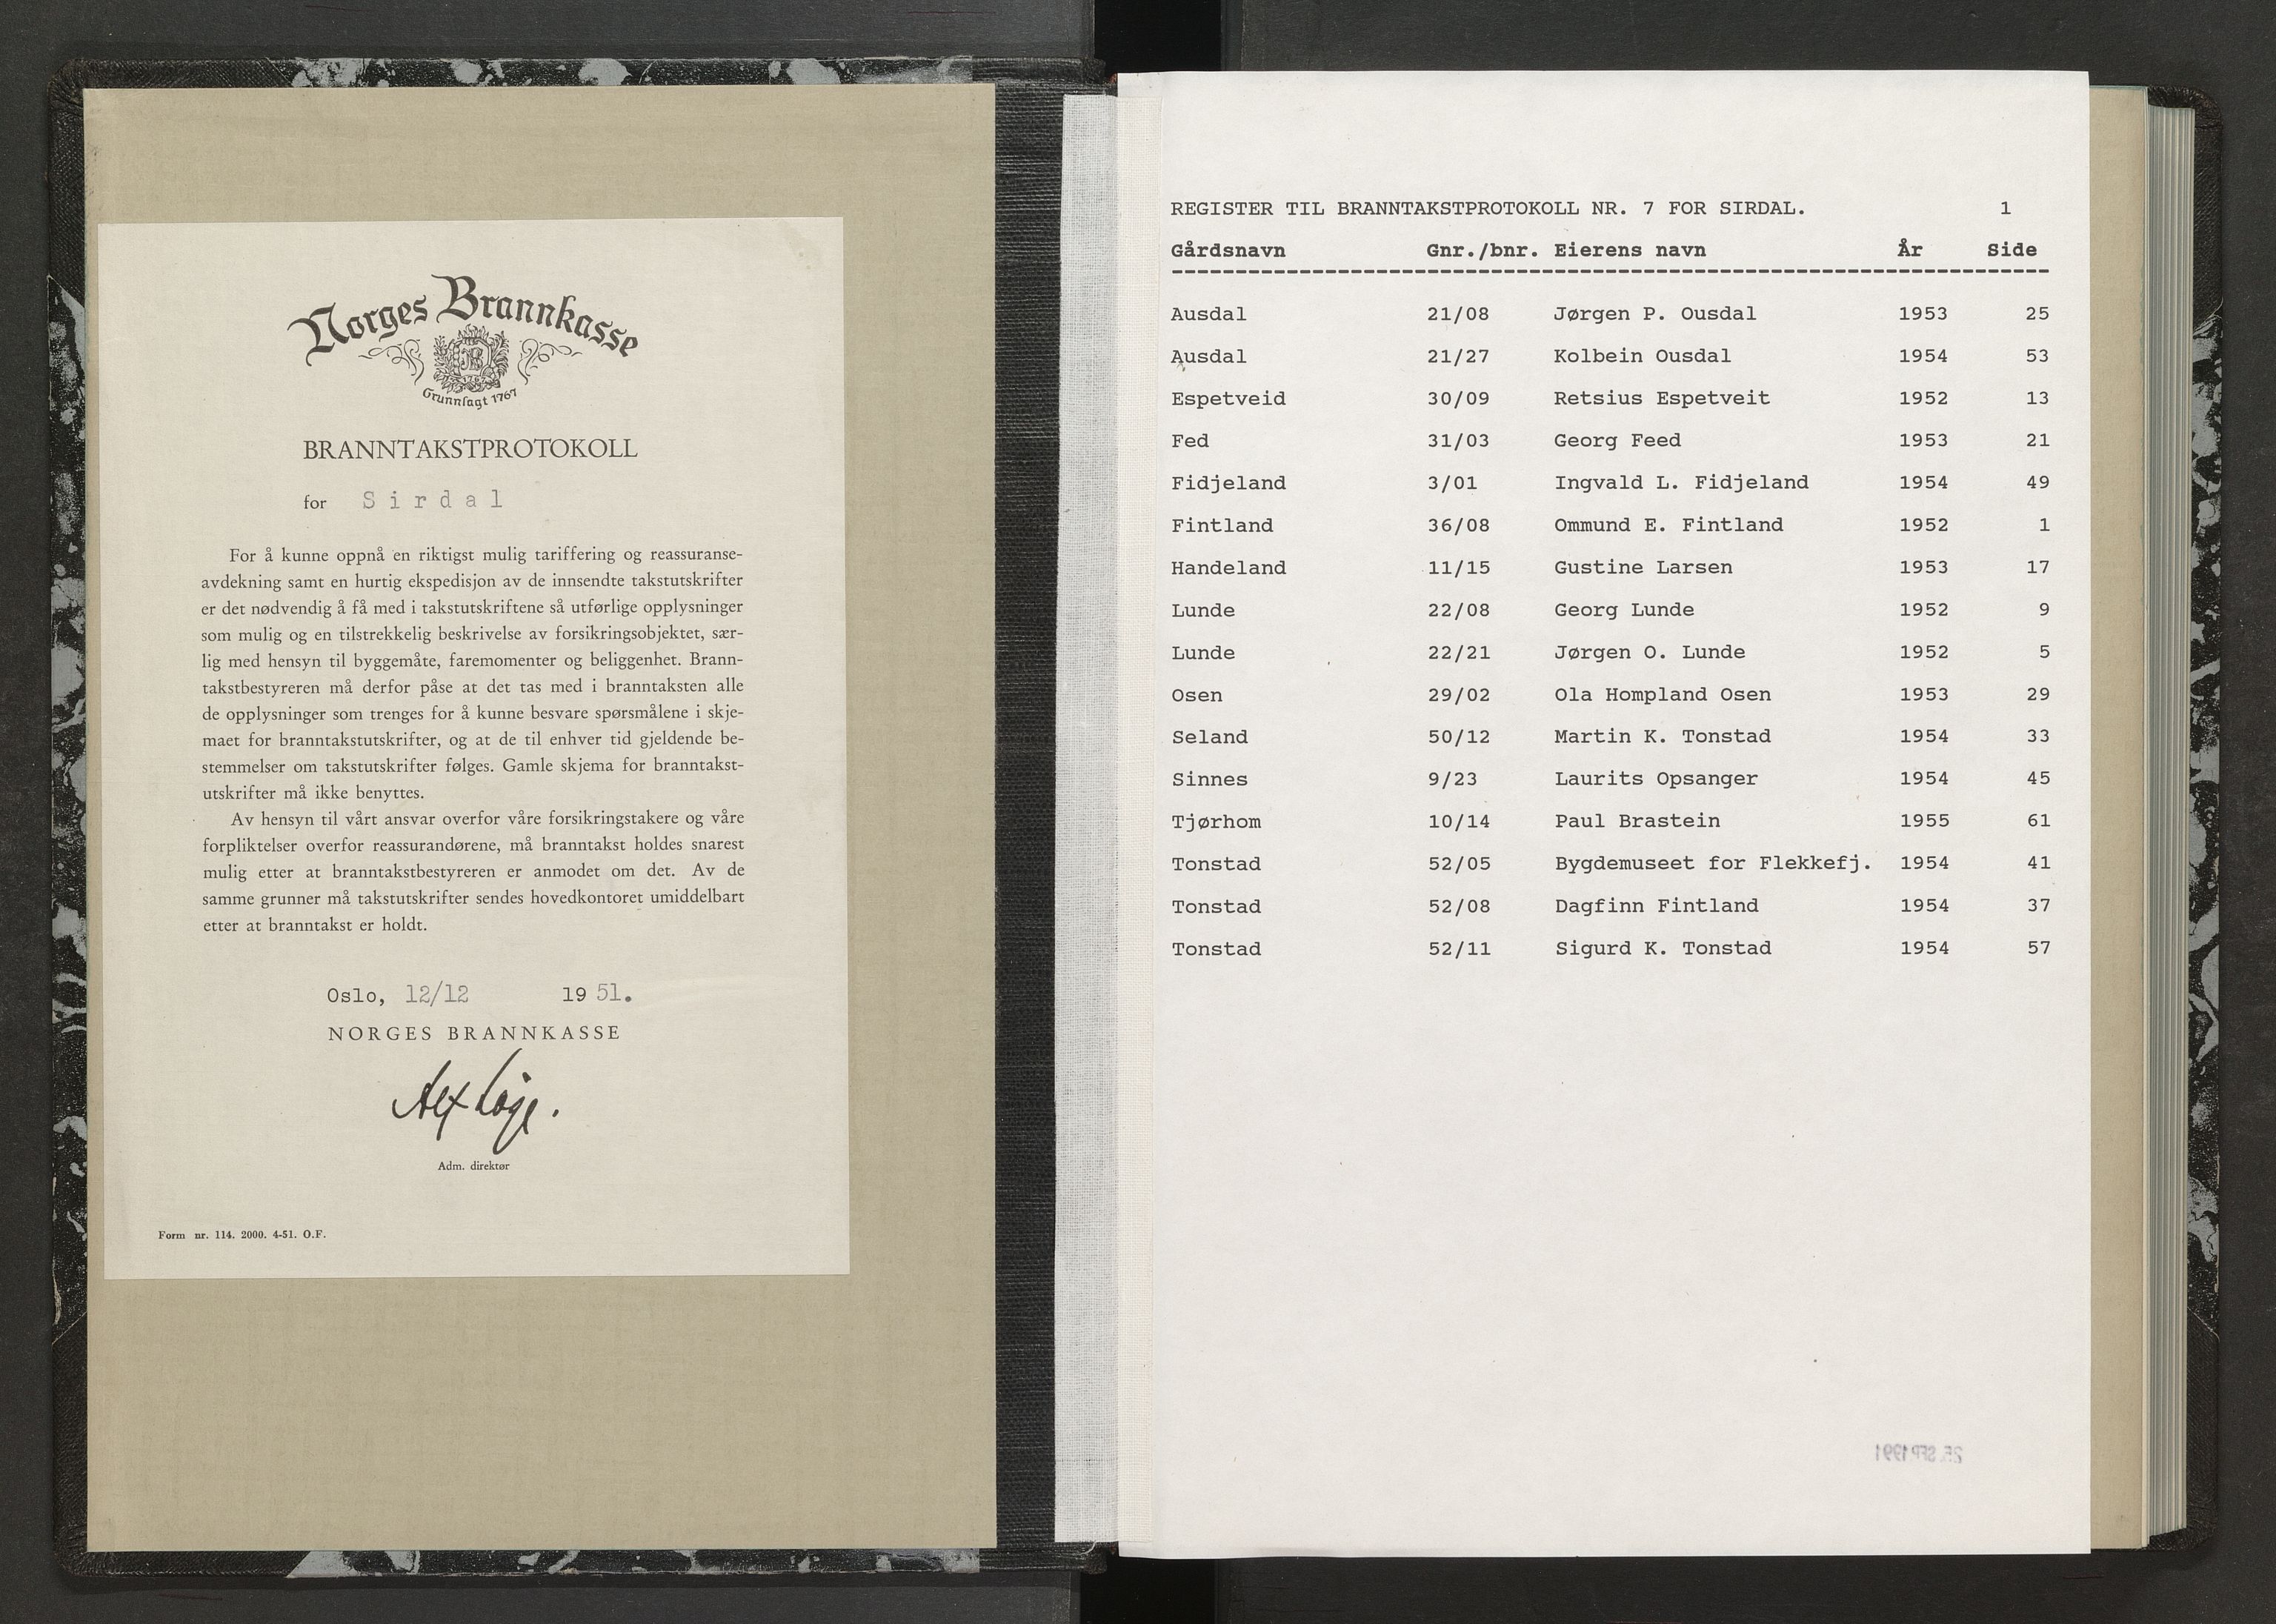 Norges Brannkasse
Grunnlagt 1767
BRANNTAKSTPROTOKOLL
for Sirdal
For å kunne oppnå en riktigst mulig tariffering og reassuranse-
avdekning samt en hurtig ekspedisjon av de innsendte takstutskrifter
er det nødvendig å få med i takstutskriftene så utførlige opplysninger
som mulig og en tilstrekkelig beskrivelse av forsikringsobjektet, sær-
lig med hensyn til byggemåte, faremomenter og beliggenhet. Brann-
takstbestyreren må derfor påse at det tas med i branntaksten alle
de opplysninger som trenges for å kunne besvare spørsmålene i skje-
maet for branntakstutskrifter, og at de til enhver tid gjeldende be-
stemmelser om takstutskrifter følges. Gamle skjema for branntakst-
utskrifter må ikke benyttes.
Av hensyn til vårt ansvar overfor våre forsikringstakere og våre
forpliktelser overfor reassurandørene, må branntakst holdes snarest
mulig etter at branntakstbestyreren er anmodet om det. Av de
samme grunner må takstutskrifter sendes hovedkontoret umiddelbart
etter at branntakst er holdt.
Oslo, 12/12 1951.
NORGES BRANNKASSE
Adm. direktør
Form nr. 114. 2000. 4-51. O.F.
REGISTER TIL BRANNTAKSTPROTOKOLL NR. 7 FOR SIRDAL. 1
Gårdsnavn Gnr./bnr. Eierens navn År Side
Ausdal 21/08 Jørgen P. Ousdal 1953 25
Ausdal 21/27 Kolbein Ousdal 1954 53
Espetveid 30/09 Retsius Espetveit 1952 13
Fed 31/03 Georg Feed 1953 21
Fidjeland 3/01 Ingvald L. Fidjeland 1954 49
Fintland 36/08 Ommund E. Fintland 1952 1
Handeland 11/15 Gustine Larsen 1953 17
Lunde 22/08 Georg Lunde 1952 9
Lunde 22/21 Jørgen O. Lunde 1952 5
Osen 29/02 Ola Hompland Osen 1953 29
Seland 50/12 Martin K. Tonstad 1954 33
Sinnes 9/23 Laurits Opsanger 1954 45
Tjørhom 10/14 Paul Brastein 1955 61
Tonstad 52/05 Bygdemuseet for Flekkefj. 1954 41
Tonstad 52/08 Dagfinn Fintland 1954 37
Tonstad 52/11 Sigurd K. Tonstad 1954 57